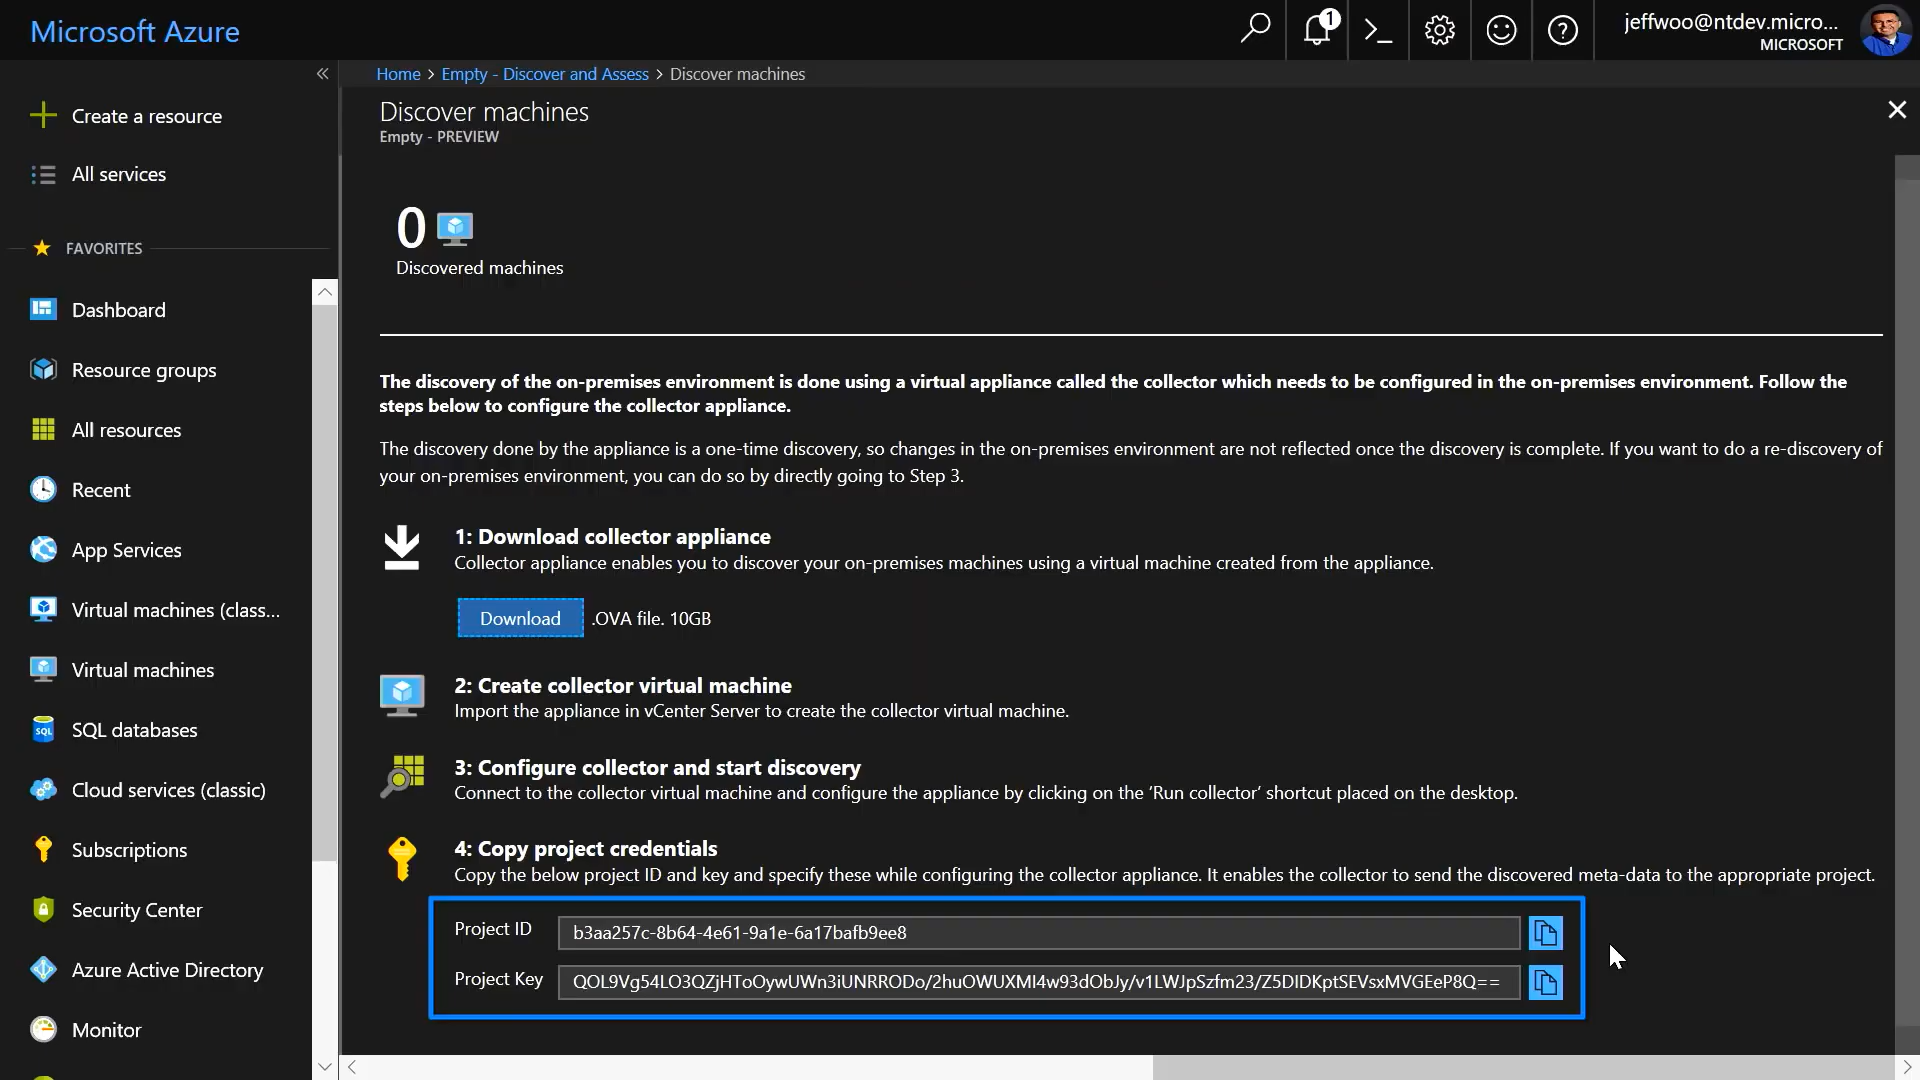 Microsoft Azure
1
jeffwoo@ntdev.micro...
MICROSOFT
Home > Empty - Discover and Assess > Discover machines
Create a resource
All services
FAVORITES
Dashboard
Resource groups
All resources
Recent
App Services
Virtual machines (class...
Virtual machines
SQL databases
Cloud services (classic)
Subscriptions
Security Center
Azure Active Directory
Monitor
Discover machines
Empty - PREVIEW
0
Discovered machines
The discovery of the on-premises environment is done using a virtual appliance called the collector which needs to be configured in the on-premises environment. Follow the
steps below to configure the collector appliance.
The discovery done by the appliance is a one-time discovery, so changes in the on-premises environment are not reflected once the discovery is complete. If you want to do a re-discovery of
your on-premises environment, you can do so by directly going to Step 3.
1: Download collector appliance
Collector appliance enables you to discover your on-premises machines using a virtual machine created from the appliance.
Download .OVA file. 10GB
2: Create collector virtual machine
Import the appliance in vCenter Server to create the collector virtual machine.
3: Configure collector and start discovery
Connect to the collector virtual machine and configure the appliance by clicking on the ‘Run collector’ shortcut placed on the desktop.
4: Copy project credentials
Copy the below project ID and key and specify these while configuring the collector appliance. It enables the collector to send the discovered meta-data to the appropriate project.
Project ID b3aa257c-8b64-4e61-9a1e-6a17bafb9ee8
Project Key QOL9Vg54LO3QZjHToOywUWn3iUNRRODo/2huOWUXMI4w93dObJy/v1LWJpSzfm23/Z5DIDKptSEVsxMVGEeP8Q==